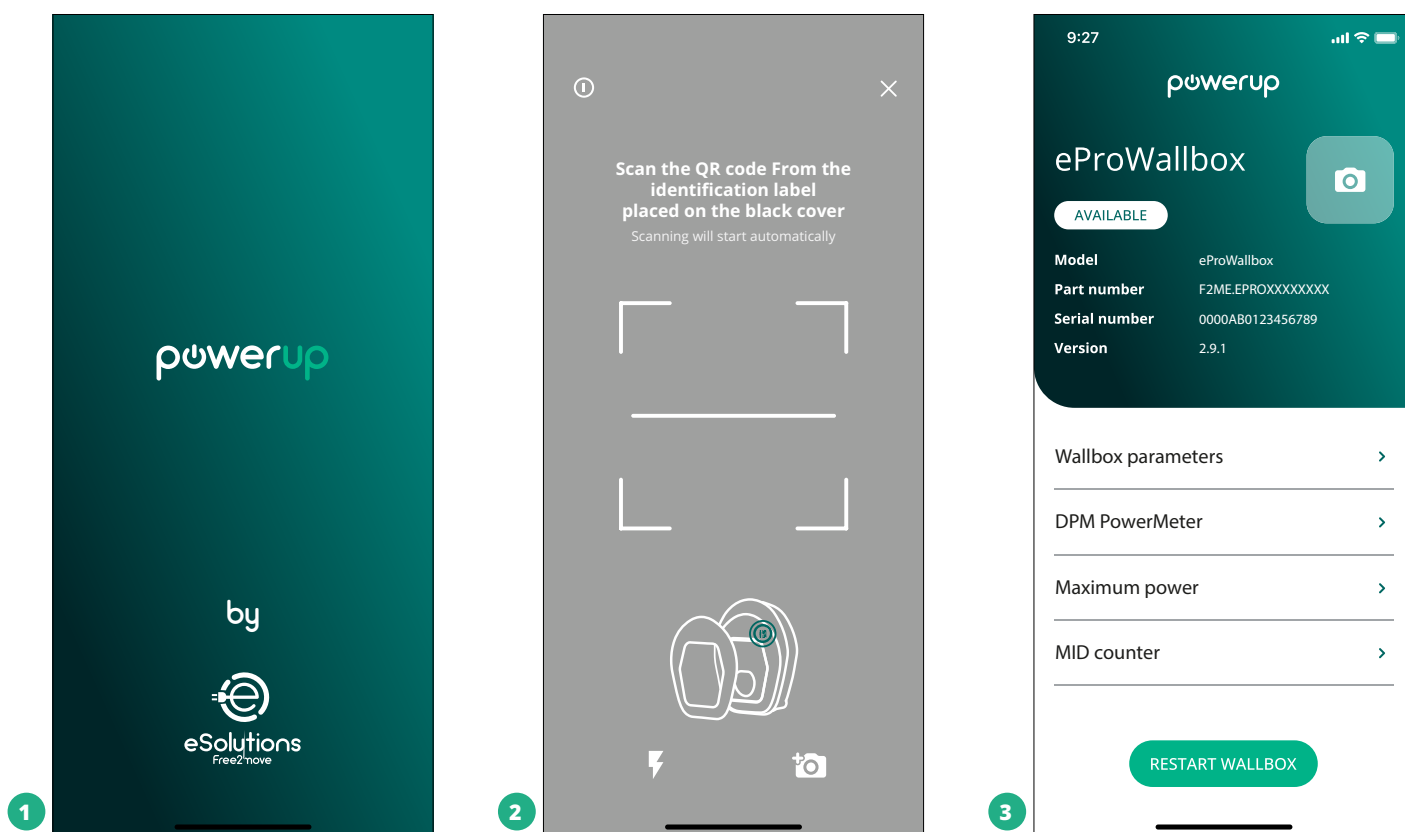 powerup
by
eSolutions
Free2move
1
Scan the QR code From the
identification label
placed on the black cover
Scanning will start automatically
2
9:27
powerup
eProWallbox
AVAILABLE
Model eProWallbox
Part number F2ME.EPROXXXXXXXX
Serial number 0000AB0123456789
Version 2.9.1
Wallbox parameters
DPM PowerMeter
Maximum power
MID counter
RESTART WALLBOX
3